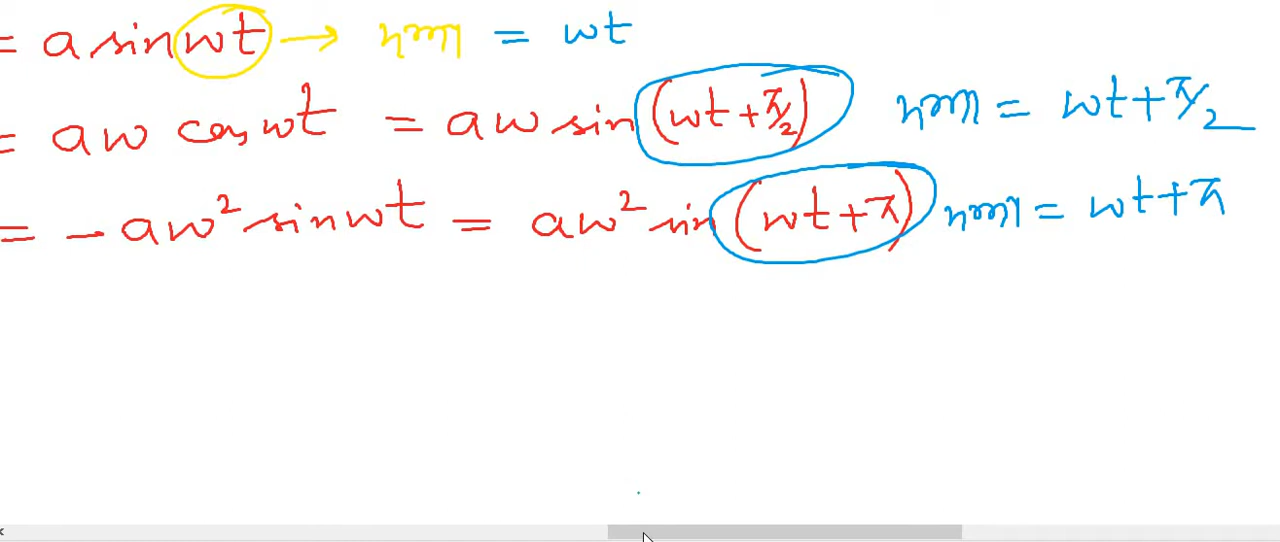 = a sin ωt → দশা = ωt
= aω cos ωt = aω sin (ωt + π/2) দশা = ωt + π/2
= - aω² sin ωt = aω² sin (ωt + π) দশা = ωt + π